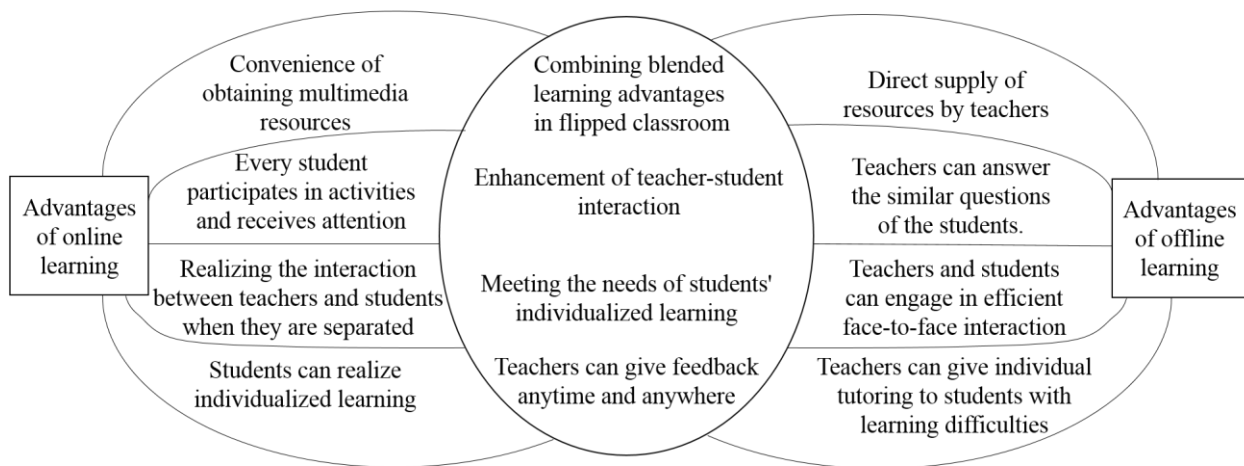 Advantages
of online
learning
Convenience of
obtaining multimedia
resources
Every student
participates in activities
and receives attention
Realizing the interaction
between teachers and students
when they are separated
Students can realize
individualized learning
Combining blended
learning advantages
in flipped classroom
Enhancement of teacher-student
interaction
Meeting the needs of students'
individualized learning
Teachers can give feedback
anytime and anywhere
Direct supply of
resources by teachers
Teachers can answer
the similar questions
of the students.
Teachers and students
can engage in efficient
face-to-face interaction
Teachers can give individual
tutoring to students with
learning difficulties
Advantages
of offline
learning